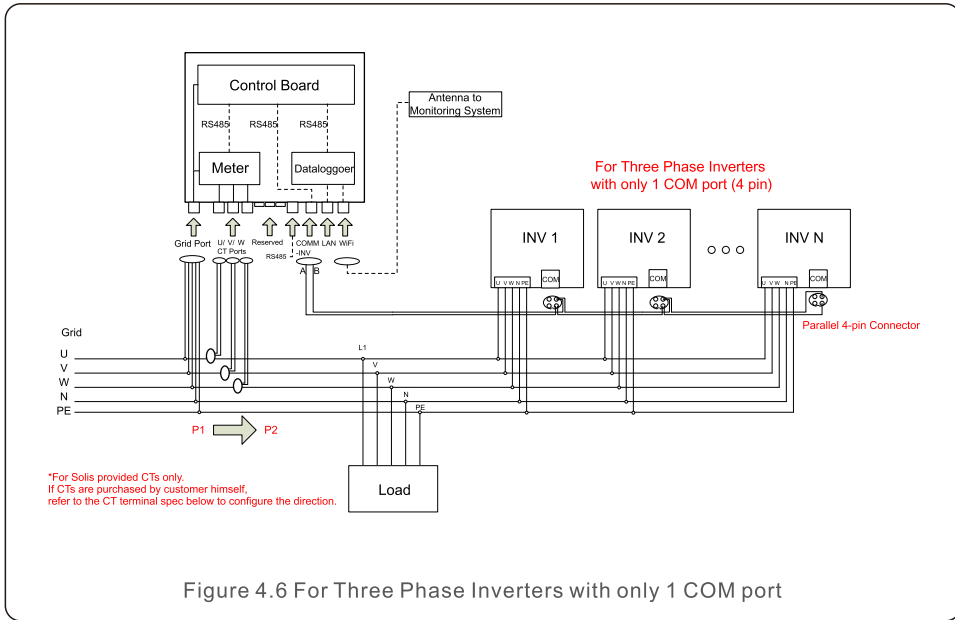 Control Board
Antenna to
Monitoring System
RS485
RS485
RS485
Meter
Dataloggoer
For Three Phase Inverters
with only 1 COM port (4 pin)
INV 1
INV 2
INV N
Grid Port
U/ V/ W
CT Ports
Reserved
RS485
COMM
-INV
LAN
WiFi
A
B
COM
COM
COM
U V W N PE
U V W N PE
U V W N PE
Parallel 4-pin Connector
Grid
U
V
W
N
PE
L1
V
W
N
PE
P1
P2
*For Solis provided CTs only.
If CTs are purchased by customer himself,
refer to the CT terminal spec below to configure the direction.
Load
Figure 4.6 For Three Phase Inverters with only 1 COM port